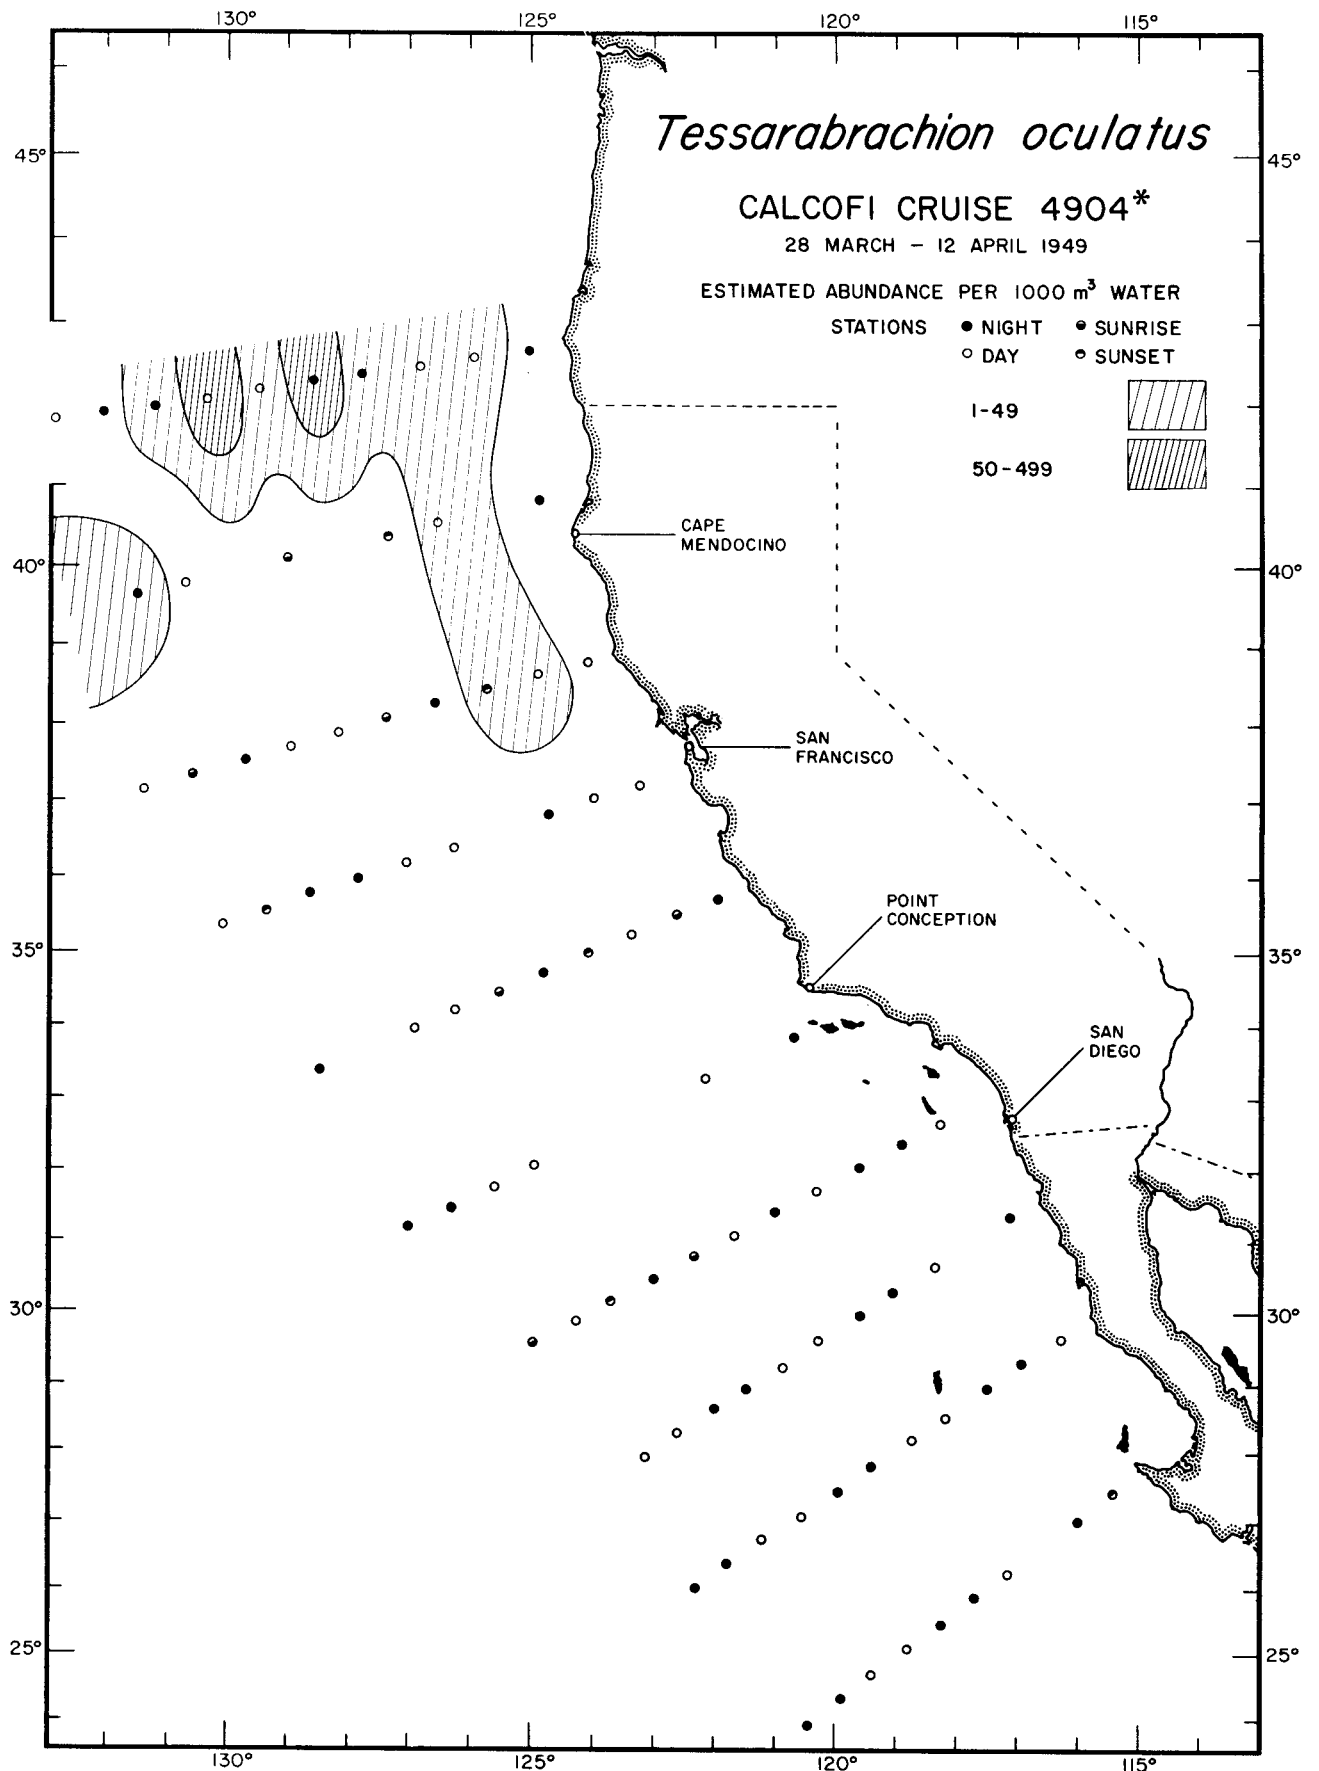 130° 125° 120° 115°
Tessarabrachion oculatus
45° 45°
CALCOFI CRUISE 4904*
28 MARCH – 12 APRIL 1949
ESTIMATED ABUNDANCE PER 1000 m³ WATER
STATIONS ● NIGHT SUNRISE
○ DAY SUNSET
1-49
50-499
CAPE
MENDOCINO
40° 40°
SAN
FRANCISCO
POINT
CONCEPTION
35° 35°
SAN
DIEGO
30° 30°
25° 25°
130° 125° 120° 115°